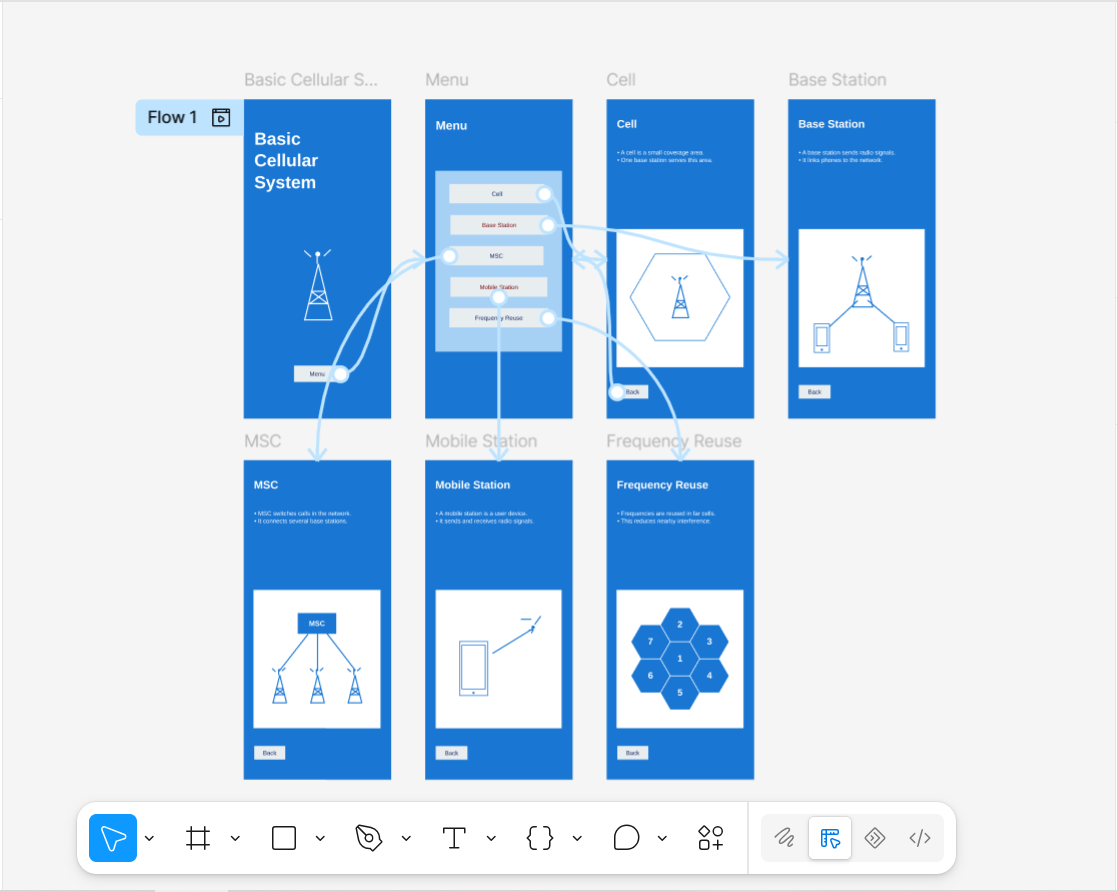 Basic Cellular S...
Menu
Cell
Base Station
Flow 1
Basic
Cellular
System
Menu
Menu
Cell
Base Station
MSC
Mobile Station
Frequency Reuse
Cell
• A cell is a small coverage area.
• One base station serves this area.
Back
Base Station
• A base station sends radio signals.
• It links phones to the network.
Back
MSC
Mobile Station
Frequency Reuse
MSC
• MSC switches calls in the network.
• It connects several base stations.
MSC
Back
Mobile Station
• A mobile station is a user device.
• It sends and receives radio signals.
Back
Frequency Reuse
• Frequencies are reused in far cells.
• This reduces nearby interference.
2
7
3
1
6
4
5
Back